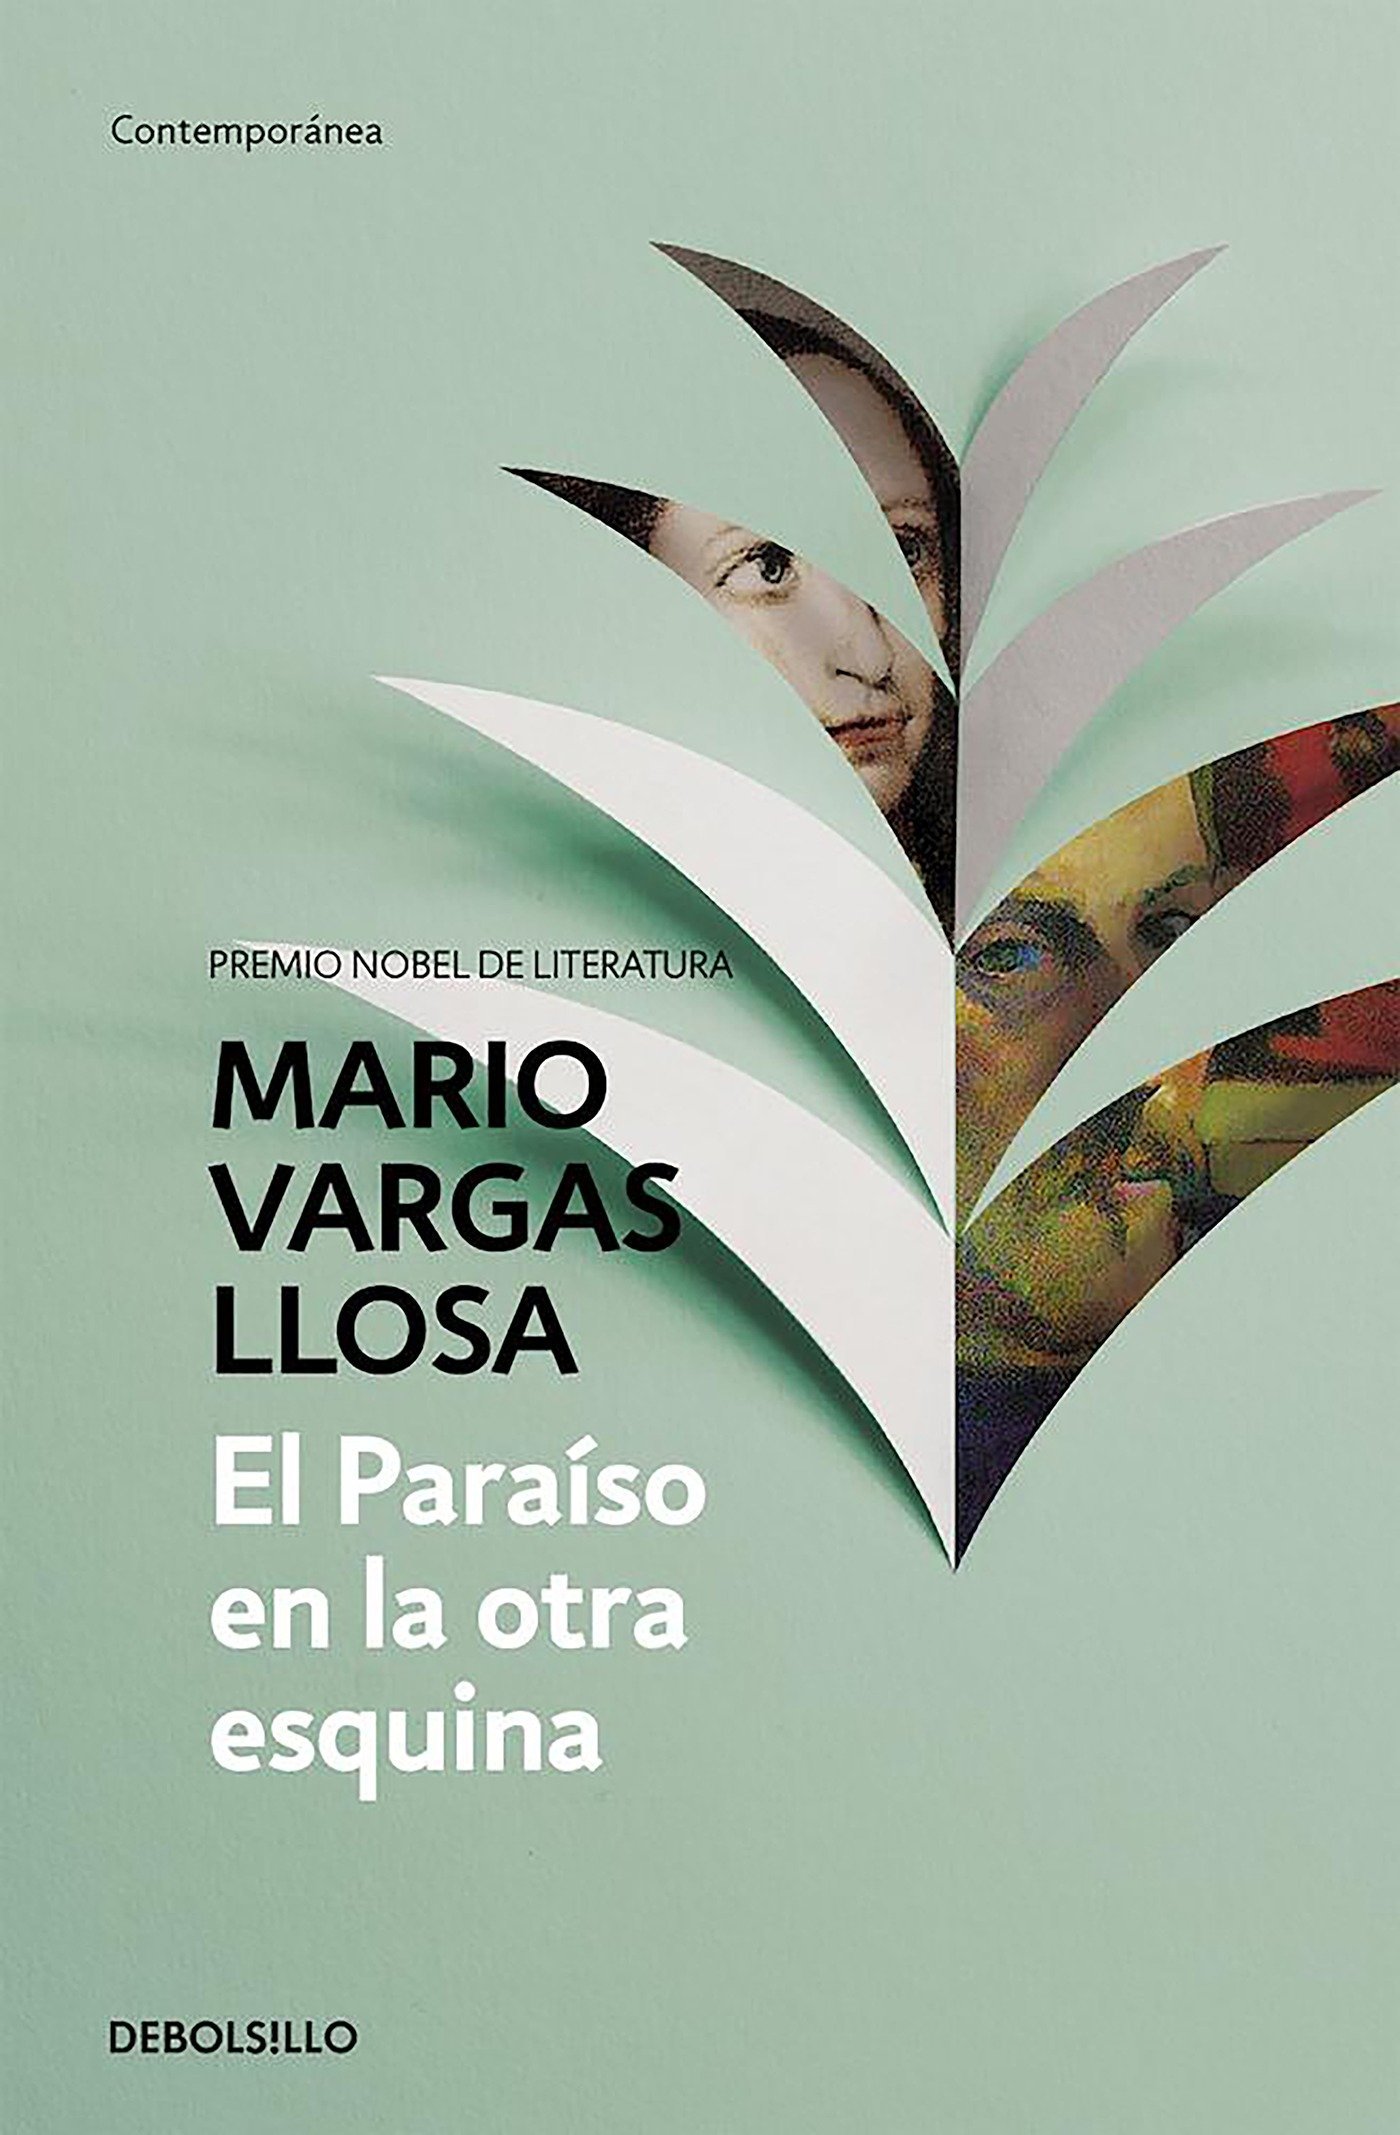 Contemporánea
PREMIO NOBEL DE LITERATURA
MARIO
VARGAS
LLOSA
El Paraíso
en la otra
esquina
DEBOLS!LLO